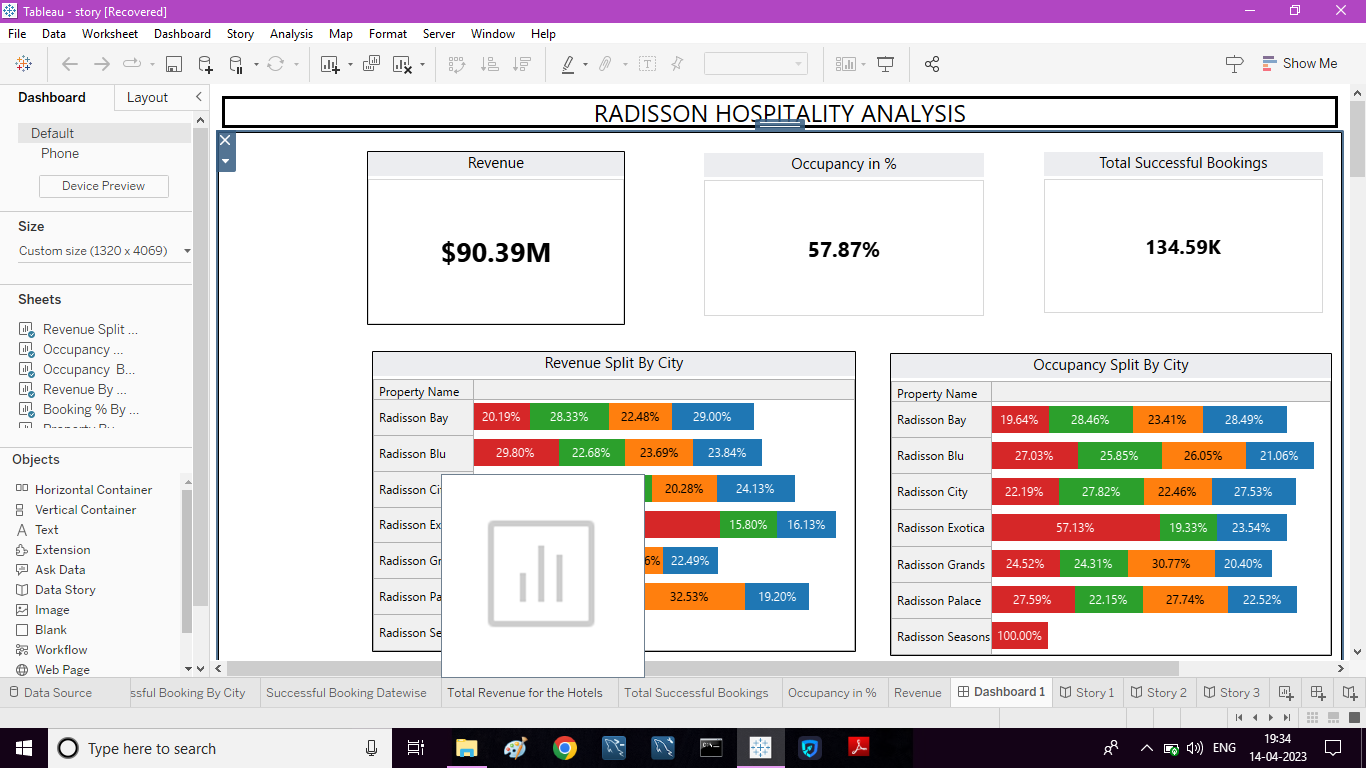 Tableau - story [Recovered]
File Data Worksheet Dashboard Story Analysis Map Format Server Window Help
Show Me
Dashboard Layout
Default
Phone
Device Preview
Size
Custom size (1320 x 4069)
Sheets
Revenue Split ...
Occupancy ...
Occupancy B...
Revenue By ...
Booking % By ...
Objects
Horizontal Container
Vertical Container
Text
Extension
Ask Data
Data Story
Image
Blank
Workflow
Web Page
RADISSON HOSPITALITY ANALYSIS
Revenue
$90.39M
Occupancy in %
57.87%
Total Successful Bookings
134.59K
Revenue Split By City
Property Name
Radisson Bay 20.19% 28.33% 22.48% 29.00%
Radisson Blu 29.80% 22.68% 23.69% 23.84%
Radisson Ci 20.28% 24.13%
Radisson Ex 15.80% 16.13%
Radisson Gr 6% 22.49%
Radisson Pa 32.53% 19.20%
Radisson Se
Occupancy Split By City
Property Name
Radisson Bay 19.64% 28.46% 23.41% 28.49%
Radisson Blu 27.03% 25.85% 26.05% 21.06%
Radisson City 22.19% 27.82% 22.46% 27.53%
Radisson Exotica 57.13% 19.33% 23.54%
Radisson Grands 24.52% 24.31% 30.77% 20.40%
Radisson Palace 27.59% 22.15% 27.74% 22.52%
Radisson Seasons 100.00%
Data Source ssful Booking By City Successful Booking Datewise Total Revenue for the Hotels Total Successful Bookings Occupancy in % Revenue Dashboard 1 Story 1 Story 2 Story 3
Type here to search
ENG
19:34
14-04-2023